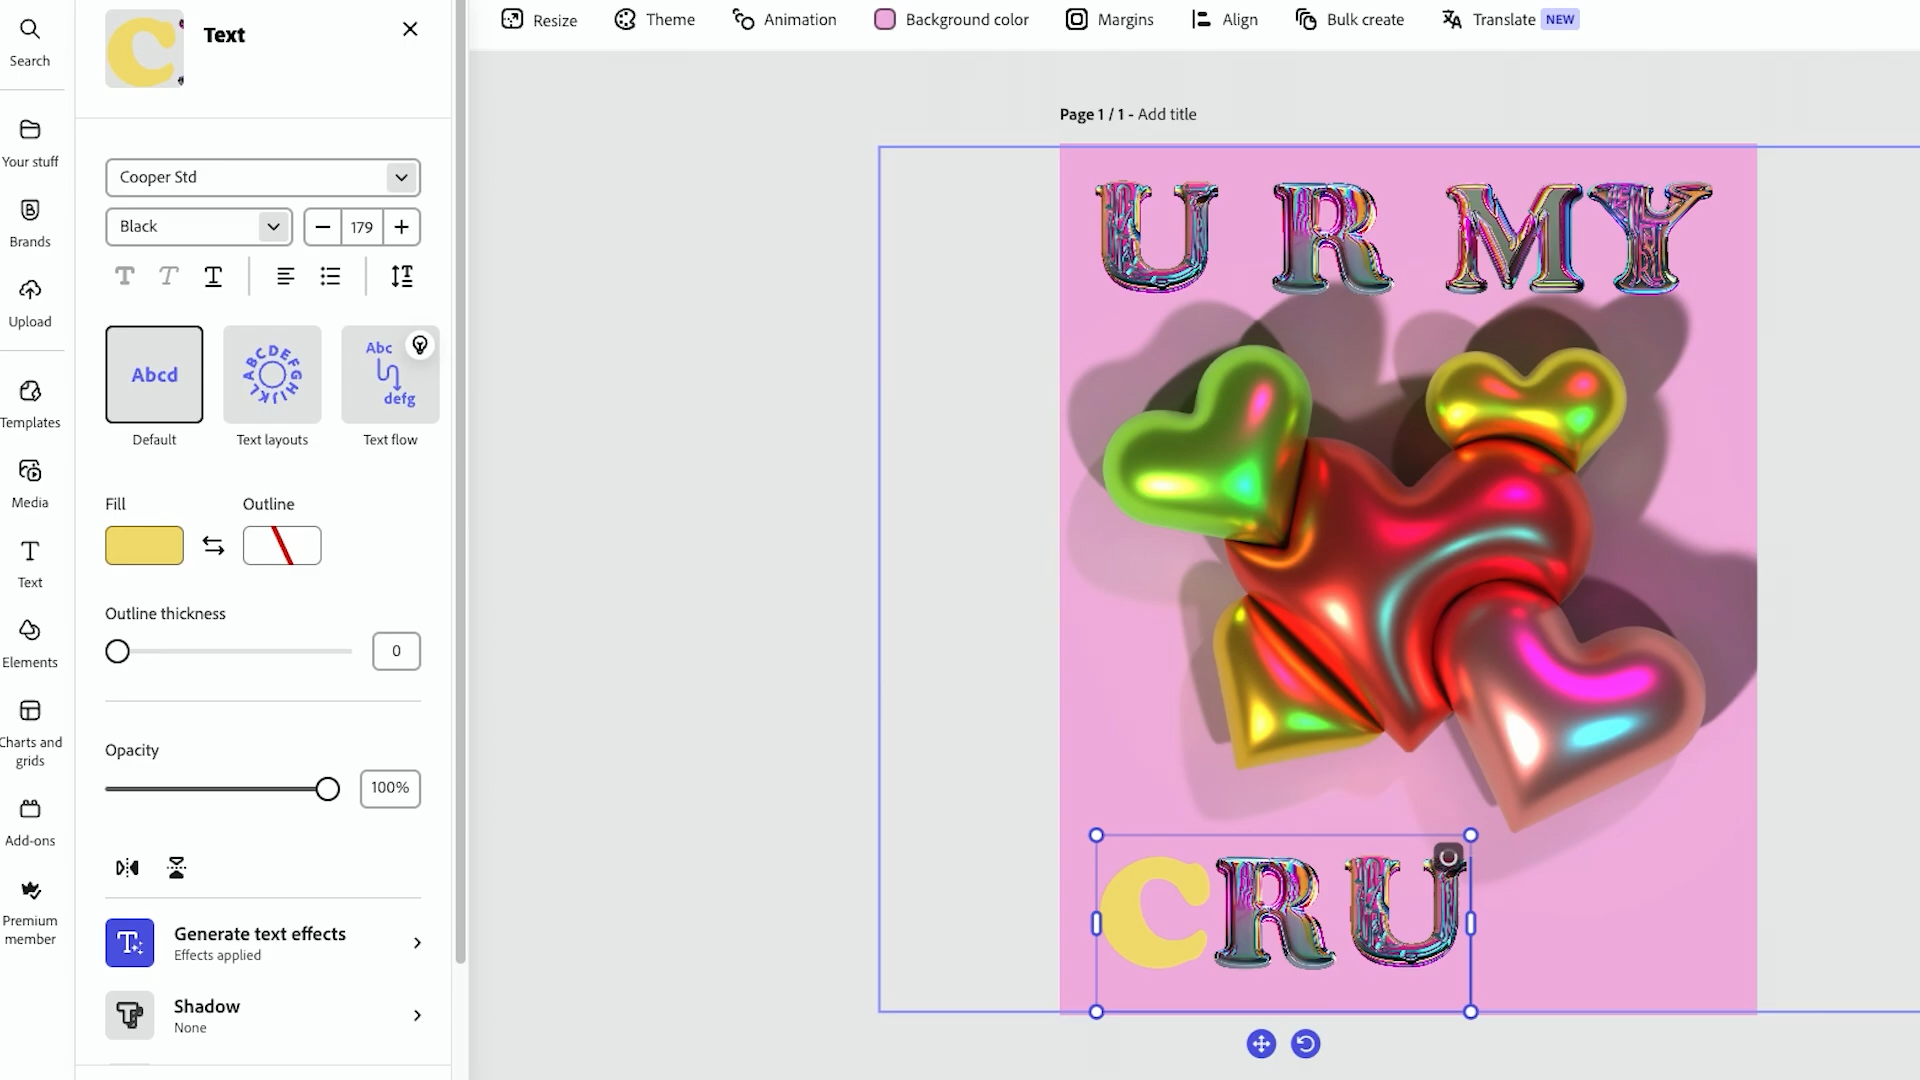 Resize
Theme
Animation
Background color
Margins
Align
Bulk create
Translate NEW
Search
Your stuff
Brands
Upload
Templates
Media
Text
Elements
Charts and
grids
Add-ons
Premium
member
C
Text
Cooper Std
Black
179
T T T
Abcd
Default
ABCDEFGHIJKL
Text layouts
Abc
defg
Text flow
Fill
Outline
Outline thickness
0
Opacity
100%
Generate text effects
Effects applied
Shadow
None
Page 1 / 1 - Add title
U R MY
CRU